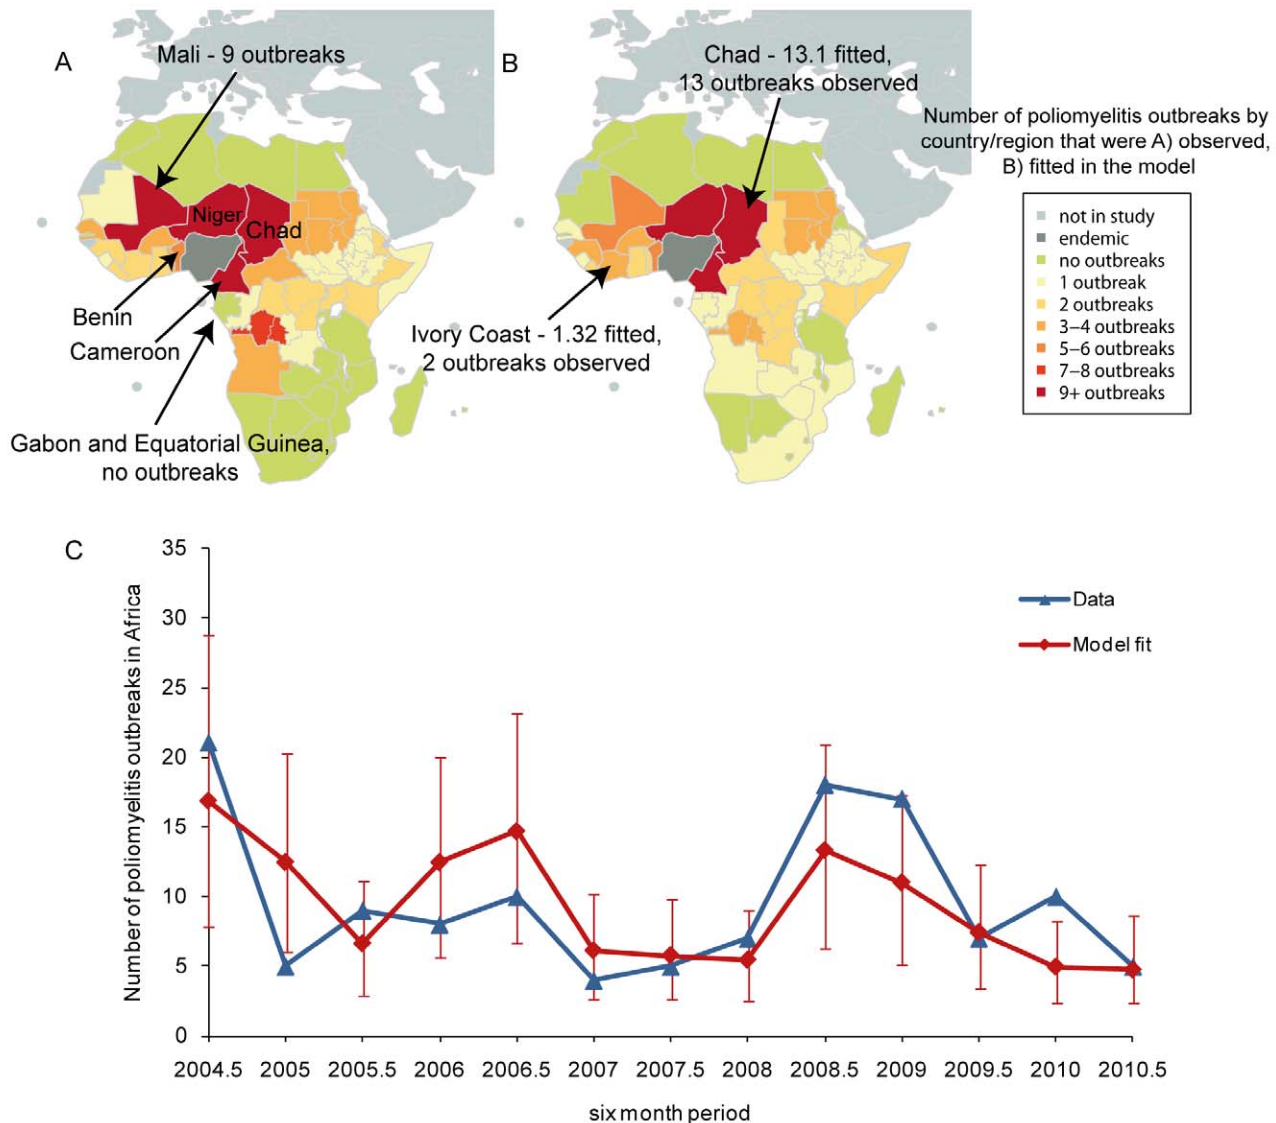 A
Mali - 9 outbreaks
Niger
Chad
Benin
Cameroon
Gabon and Equatorial Guinea,
no outbreaks
B
Chad - 13.1 fitted,
13 outbreaks observed
Ivory Coast - 1.32 fitted,
2 outbreaks observed
Number of poliomyelitis outbreaks by
country/region that were A) observed,
B) fitted in the model
not in study
endemic
no outbreaks
1 outbreak
2 outbreaks
3–4 outbreaks
5–6 outbreaks
7–8 outbreaks
9+ outbreaks
C
Number of poliomyelitis outbreaks in Africa
35
30
25
20
15
10
5
0
2004.5 2005 2005.5 2006 2006.5 2007 2007.5 2008 2008.5 2009 2009.5 2010 2010.5
six month period
Data
Model fit